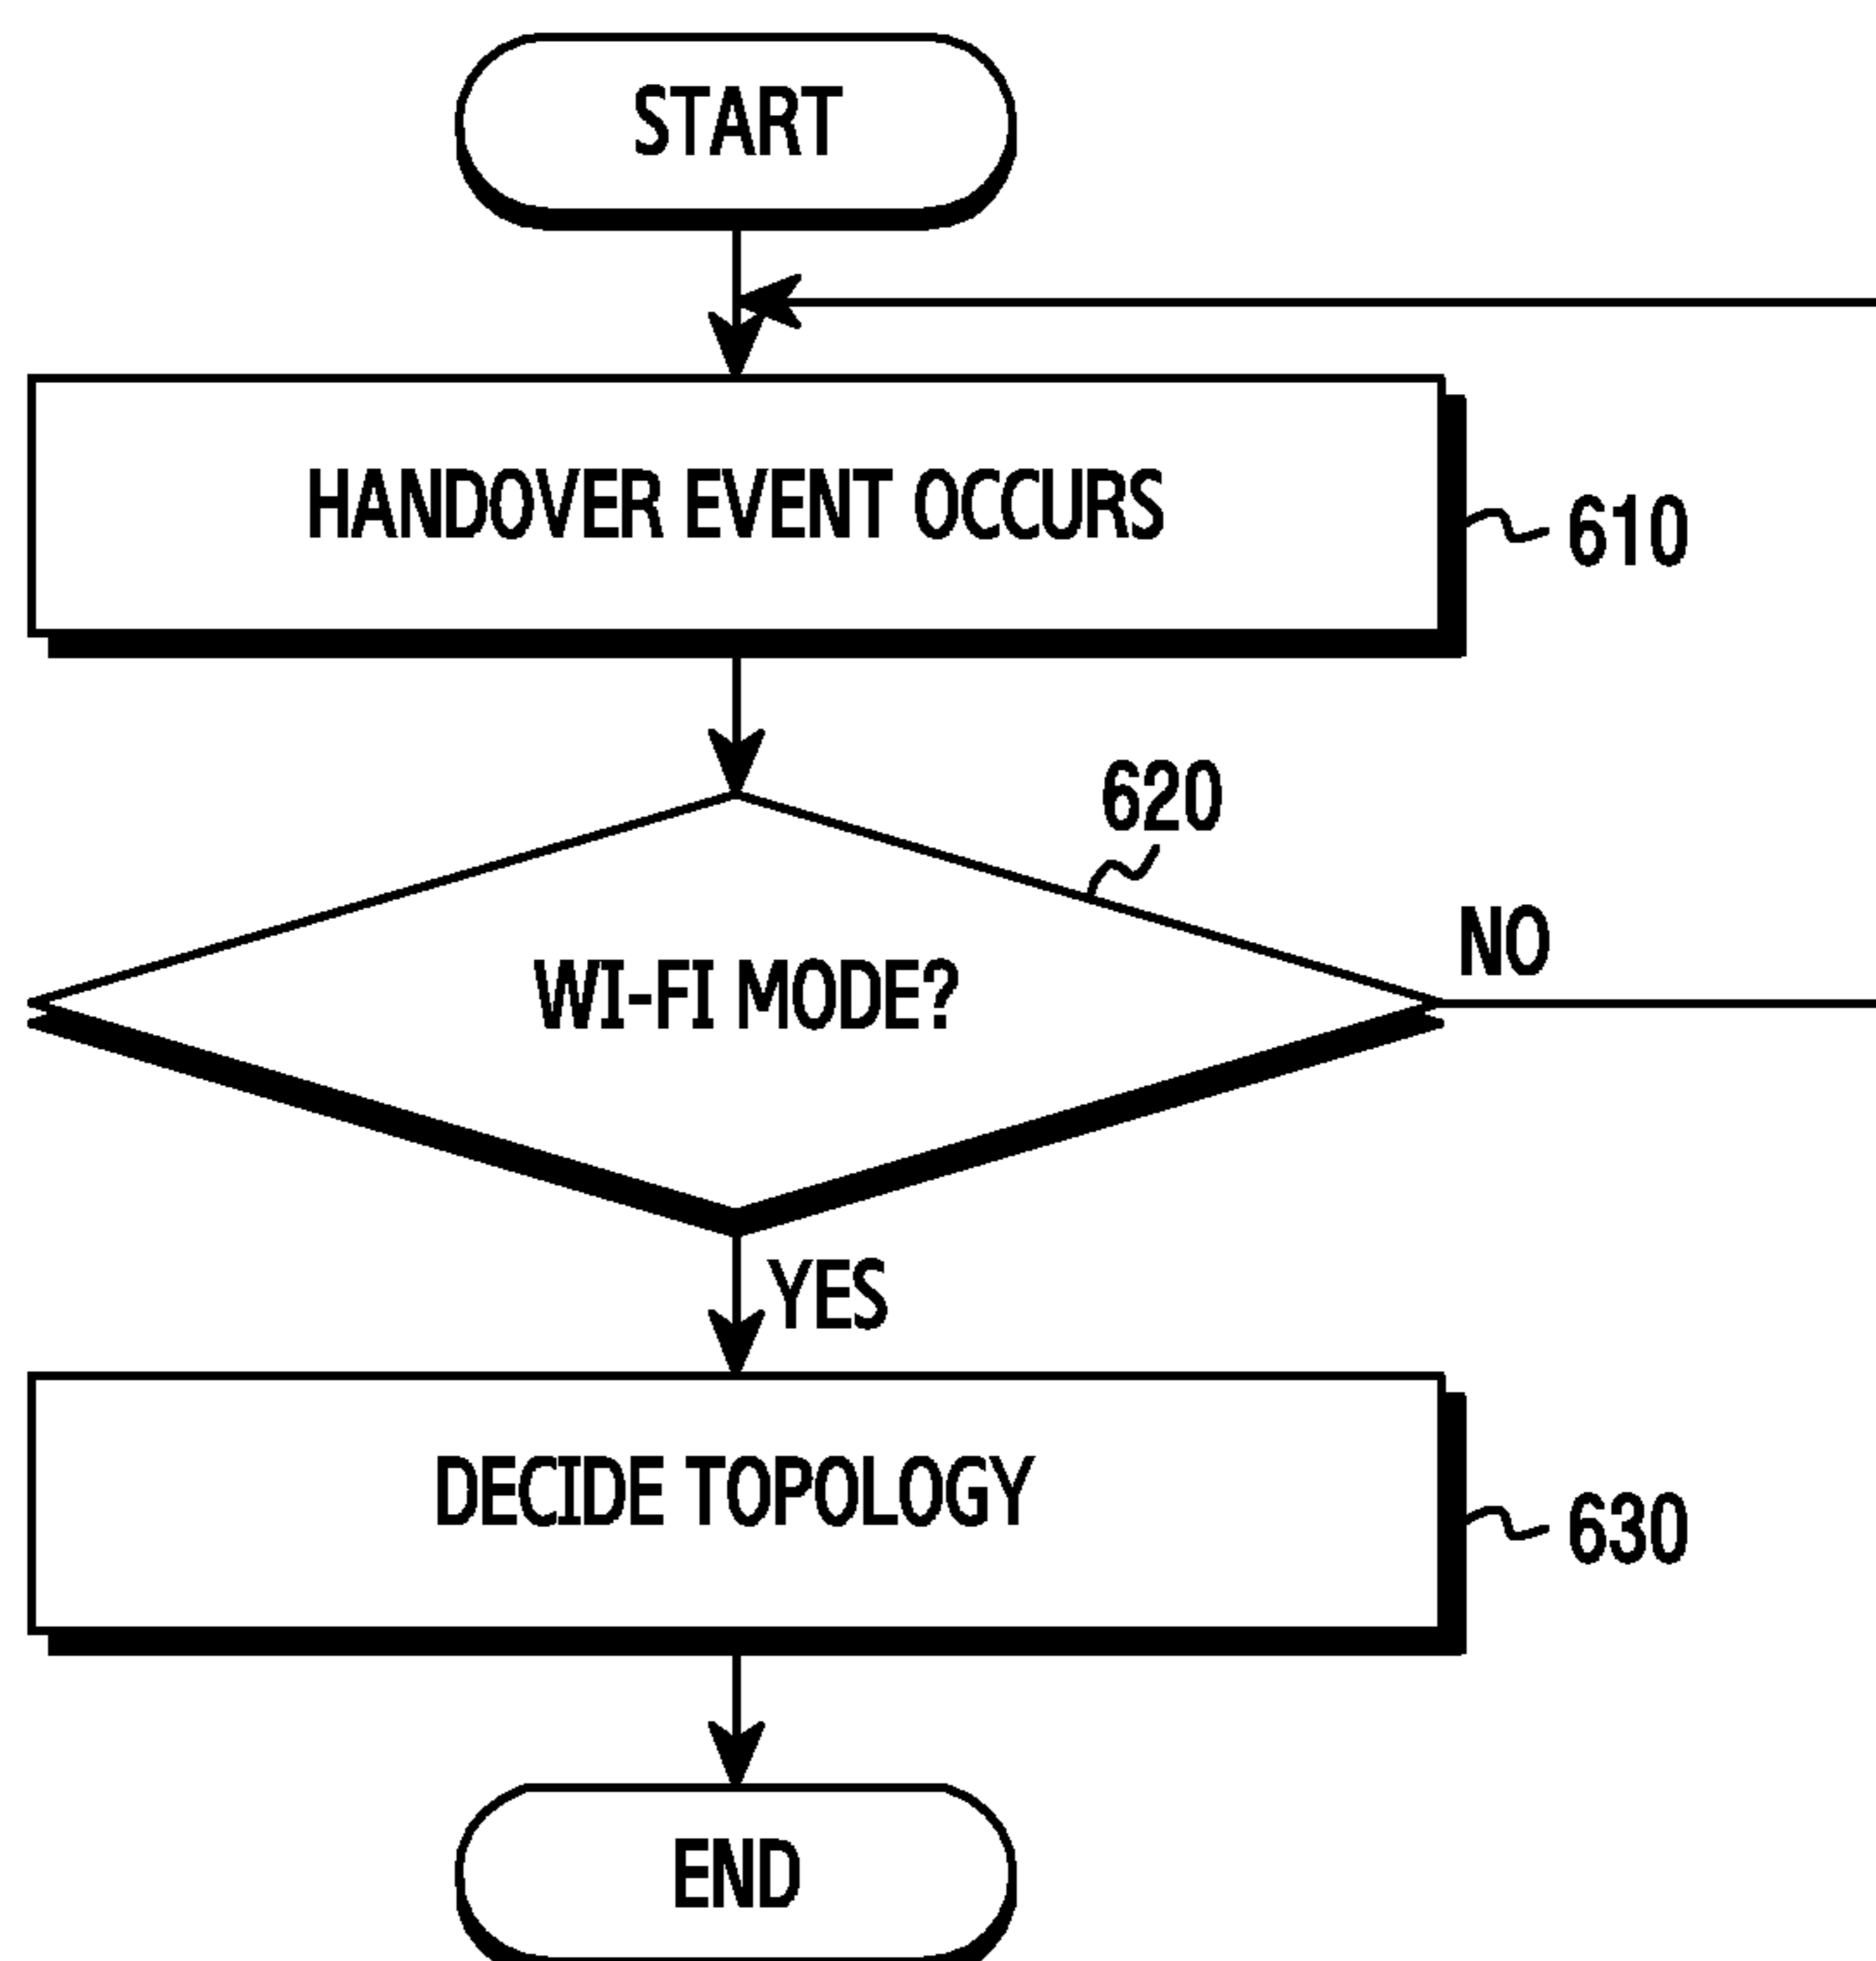 START
HANDOVER EVENT OCCURS
610
620
WI-FI MODE?
NO
YES
DECIDE TOPOLOGY
630
END